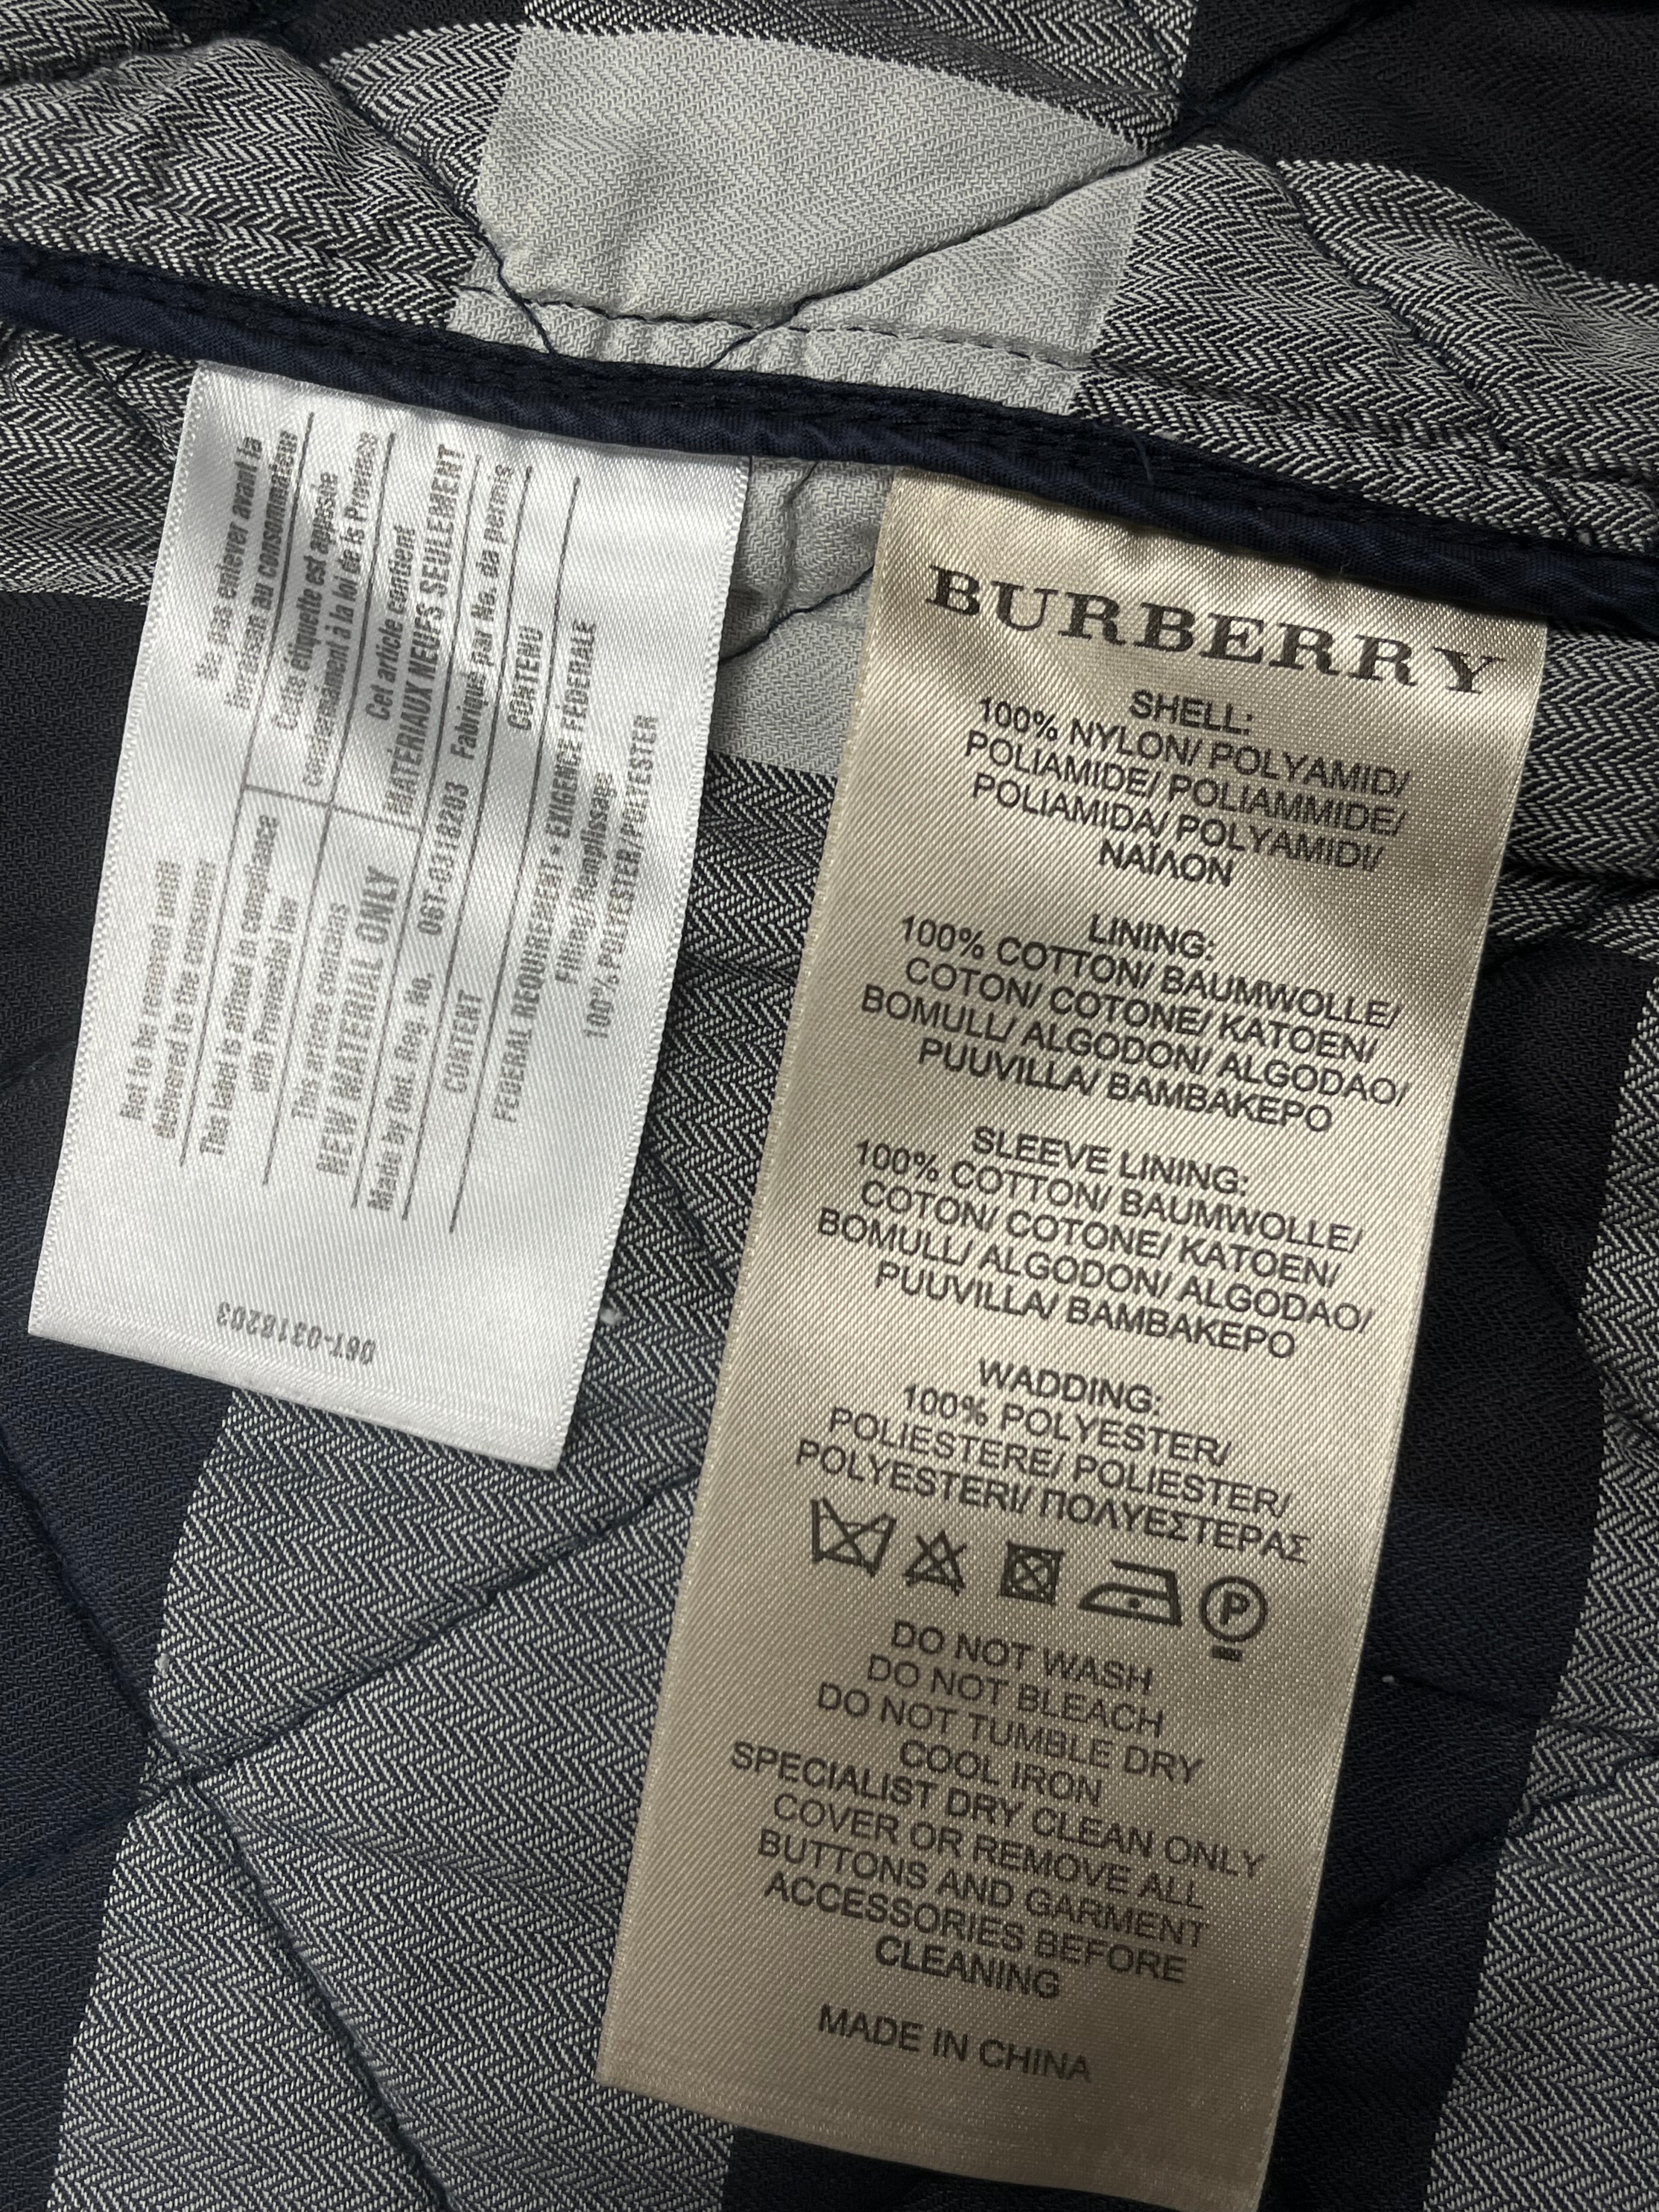 Ne pas enlever avant la
livraison au consommateur
Cette étiquette est apposée
conformément à la loi de la Province
Cet article contient
MATÉRIAUX NEUFS SEULEMENT
Fabriqué par No. da permis
CONTENU
Not to be removed until
delivered to the consumer
This Label is affixed in compliance
with Provincial law
This article contains
NEW MATERIAL ONLY
Made by Ont. Reg. No. 06T-0318203
CONTENT
FEDERAL REQUIREMENT • EXIGENCE FÉDERALE
Filling/Remplissage
100% POLYESTER/POLYESTER
06T-0318203
BURBERRY
SHELL:
100% NYLON/ POLYAMID/
POLIAMIDE/ POLIAMMIDE/
POLIAMIDA/ POLYAMIDI/
ΝΑΪΛΟΝ
LINING:
100% COTTON/ BAUMWOLLE/
COTON/ COTONE/ KATOEN/
BOMULL/ ALGODON/ ALGODAO/
PUUVILLA/ BAMBAKEPO
SLEEVE LINING:
100% COTTON/ BAUMWOLLE/
COTON/ COTONE/ KATOEN/
BOMULL/ ALGODON/ ALGODAO/
PUUVILLA/ BAMBAKEPO
WADDING:
100% POLYESTER/
POLIESTERE/ POLIESTER/
POLYESTERI/ ΠΟΛΥΕΣΤΕΡΑΣ
P
DO NOT WASH
DO NOT BLEACH
DO NOT TUMBLE DRY
COOL IRON
SPECIALIST DRY CLEAN ONLY
COVER OR REMOVE ALL
BUTTONS AND GARMENT
ACCESSORIES BEFORE
CLEANING
MADE IN CHINA